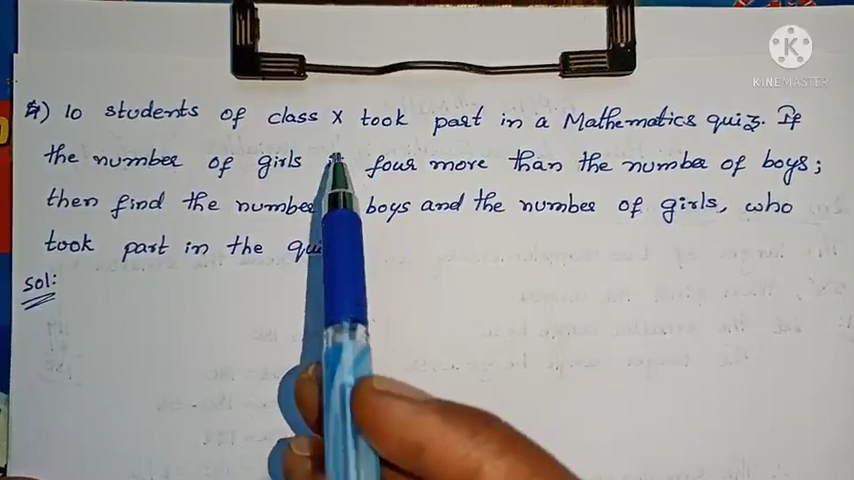 K
KINEMASTER
4) 10 students of class X took part in a Mathematics quiz. If
the number of girls four more than the number of boys;
then find the number boys and the number of girls, who
took part in the
Sol: